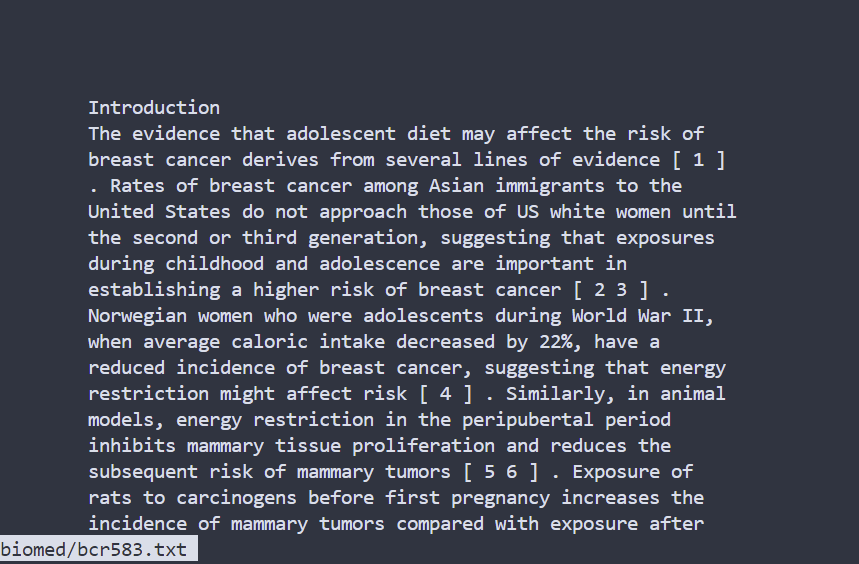 Introduction
The evidence that adolescent diet may affect the risk of
breast cancer derives from several lines of evidence [ 1 ]
. Rates of breast cancer among Asian immigrants to the
United States do not approach those of US white women until
the second or third generation, suggesting that exposures
during childhood and adolescence are important in
establishing a higher risk of breast cancer [ 2 3 ] .
Norwegian women who were adolescents during World War II,
when average caloric intake decreased by 22%, have a
reduced incidence of breast cancer, suggesting that energy
restriction might affect risk [ 4 ] . Similarly, in animal
models, energy restriction in the peripubertal period
inhibits mammary tissue proliferation and reduces the
subsequent risk of mammary tumors [ 5 6 ] . Exposure of
rats to carcinogens before first pregnancy increases the
incidence of mammary tumors compared with exposure after
biomed/bcr583.txt